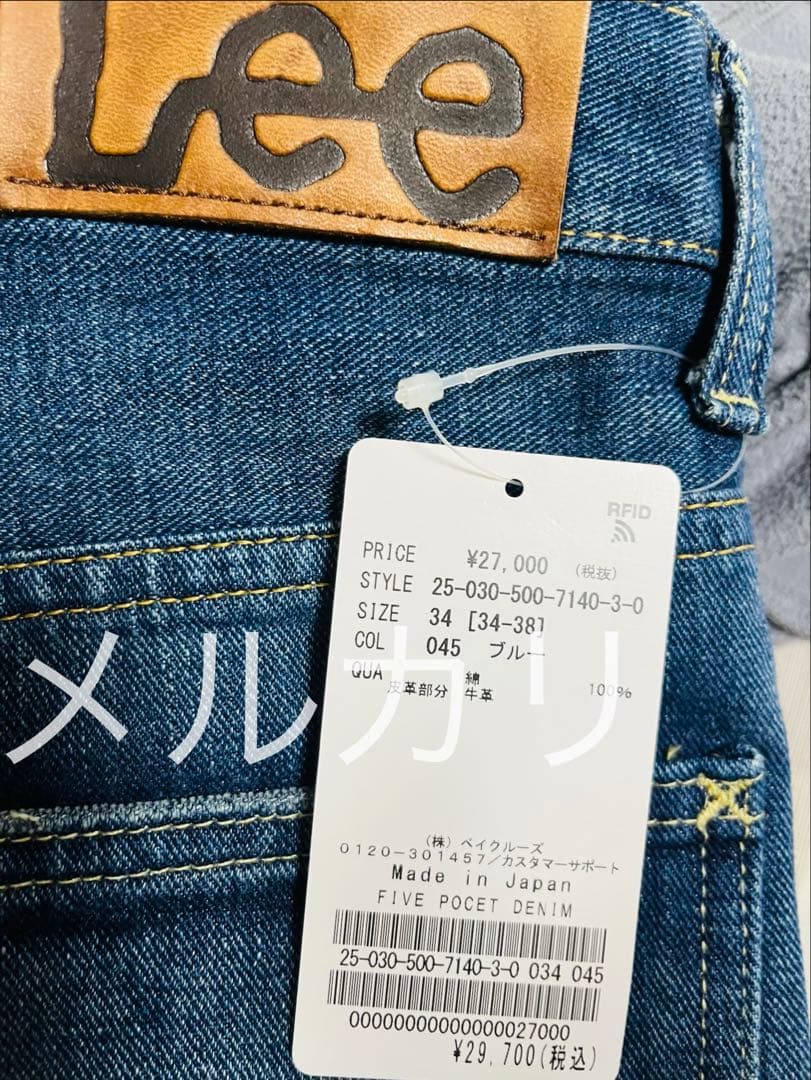 Lee
RFID
PRICE ¥27,000 (税抜)
STYLE 25-030-500-7140-3-0
SIZE 34 [34-38]
COL 045 ブルー
QUA 綿 100%
皮革部分 牛革
メルカリ
(株)ベイクルーズ
0120-301457/カスタマーサポート
Made in Japan
FIVE POCET DENIM
25-030-500-7140-3-0 034 045
00000000000000027000
¥29,700(税込)